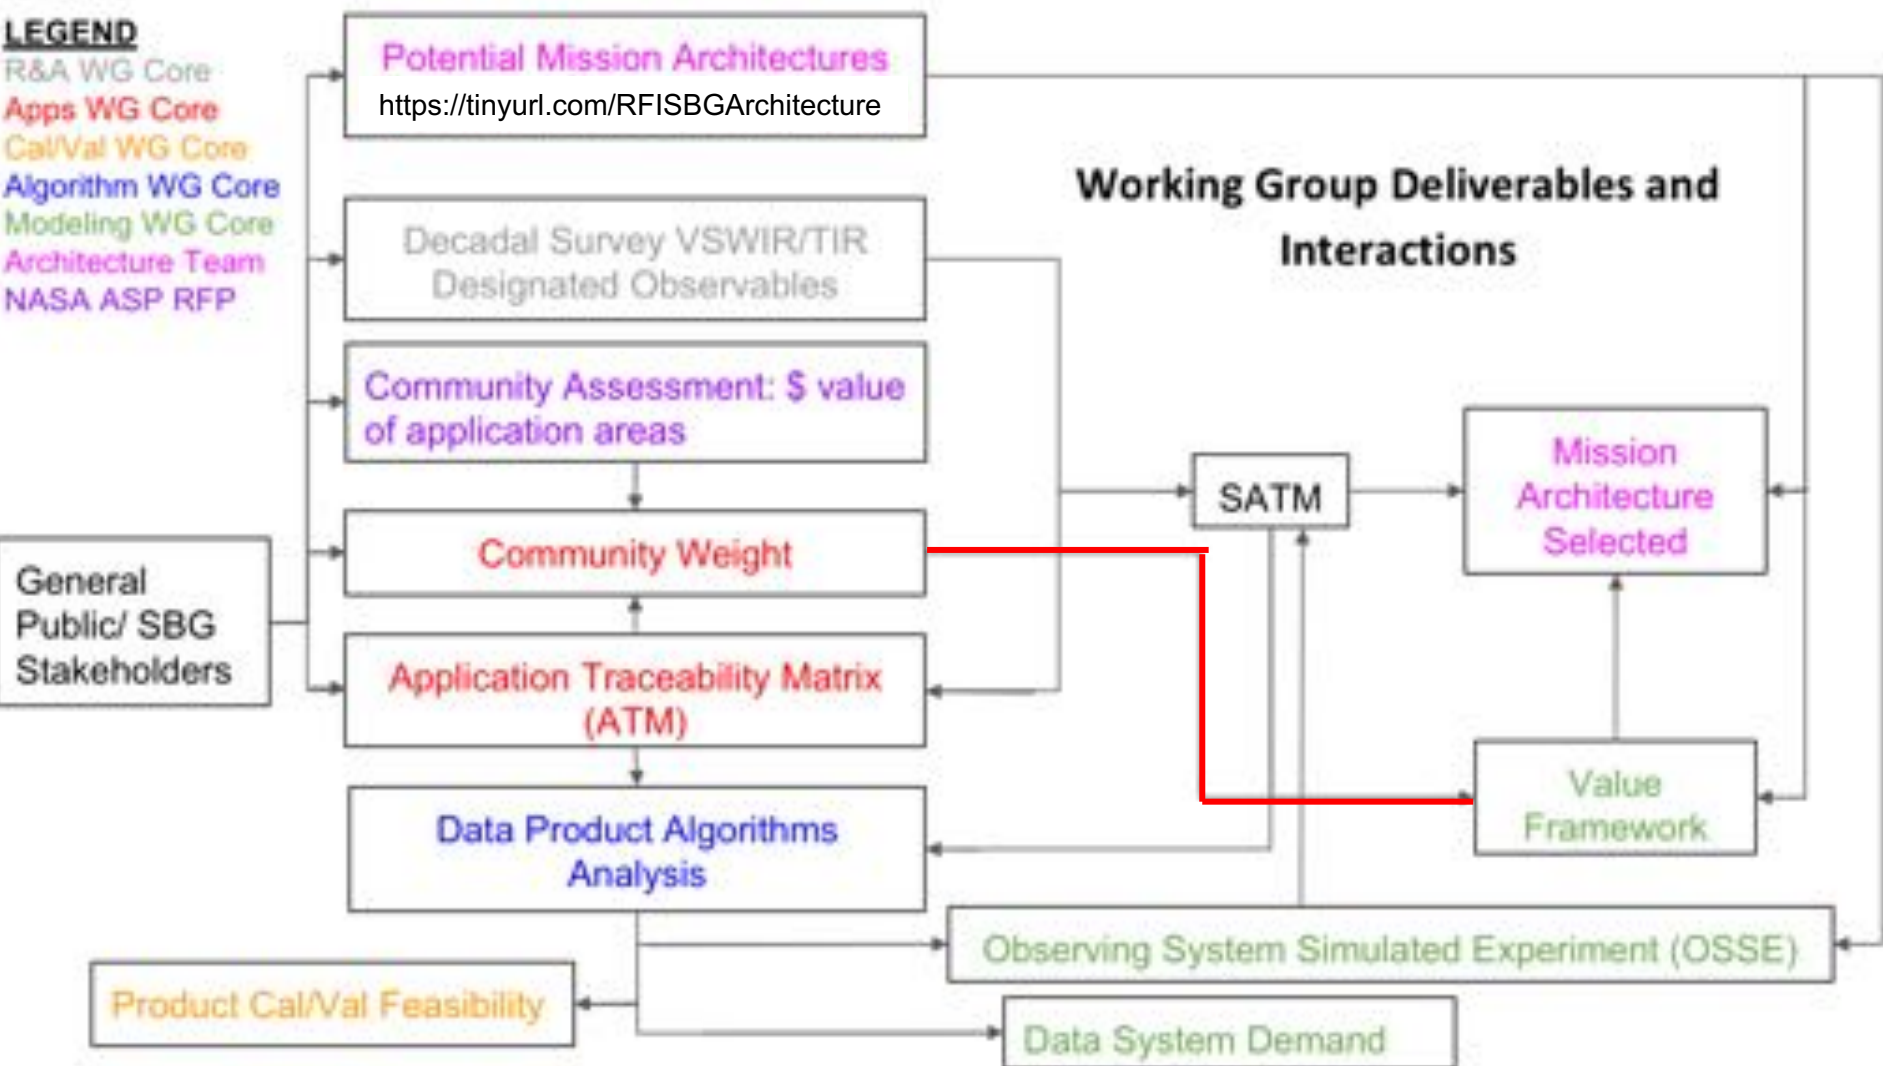 LEGEND
R&A WG Core
Apps WG Core
Cal/Val WG Core
Algorithm WG Core
Modeling WG Core
Architecture Team
NASA ASP RFP
Potential Mission Architectures
https://tinyurl.com/RFISBGArchitecture
Working Group Deliverables and
Interactions
Decadal Survey VSWIR/TIR
Designated Observables
Community Assessment: $ value
of application areas
Community Weight
General
Public/ SBG
Stakeholders
Application Traceability Matrix
(ATM)
SATM
Mission
Architecture
Selected
Value
Framework
Data Product Algorithms
Analysis
Observing System Simulated Experiment (OSSE)
Product Cal/Val Feasibility
Data System Demand